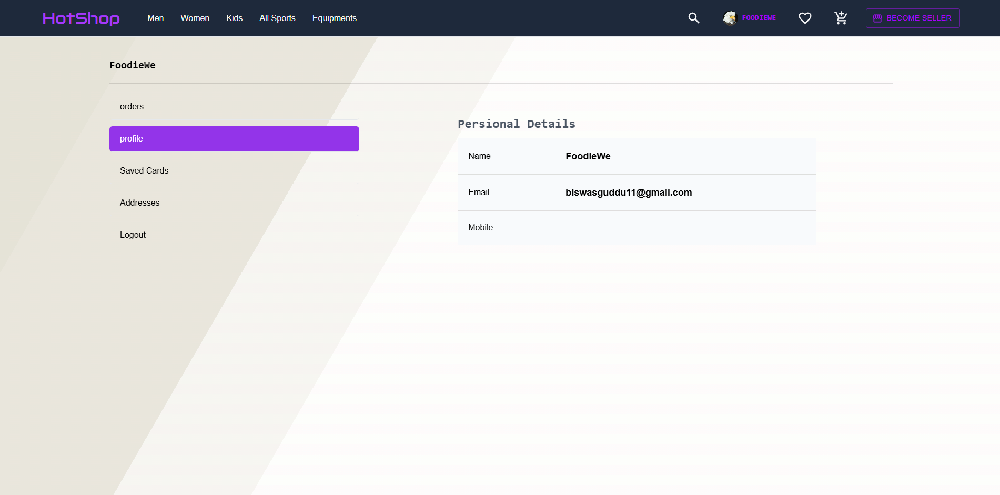 HotShop Men Women Kids All Sports Equipments FOODIEWE BECOME SELLER
FoodieWe
orders
profile
Saved Cards
Addresses
Logout
Persional Details
Name FoodieWe
Email biswasguddu11@gmail.com
Mobile